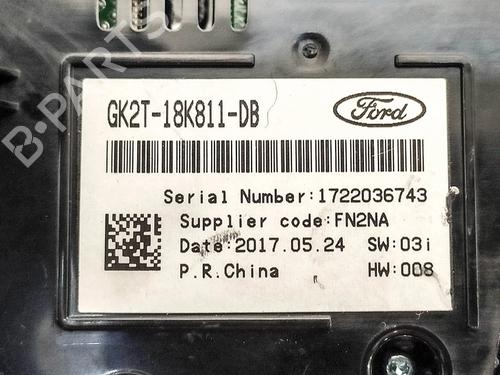 B-PARTS
GK2T-18K811-DB
Ford
Serial Number:1722036743
Supplier code:FN2NA
Date:2017.05.24 SW:03i
P.R.China HW:008